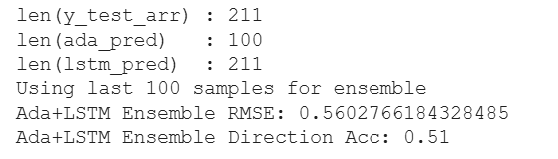 len(y_test_arr) : 211
len(ada_pred)   : 100
len(lstm_pred)  : 211
Using last 100 samples for ensemble
Ada+LSTM Ensemble RMSE: 0.5602766184328485
Ada+LSTM Ensemble Direction Acc: 0.51